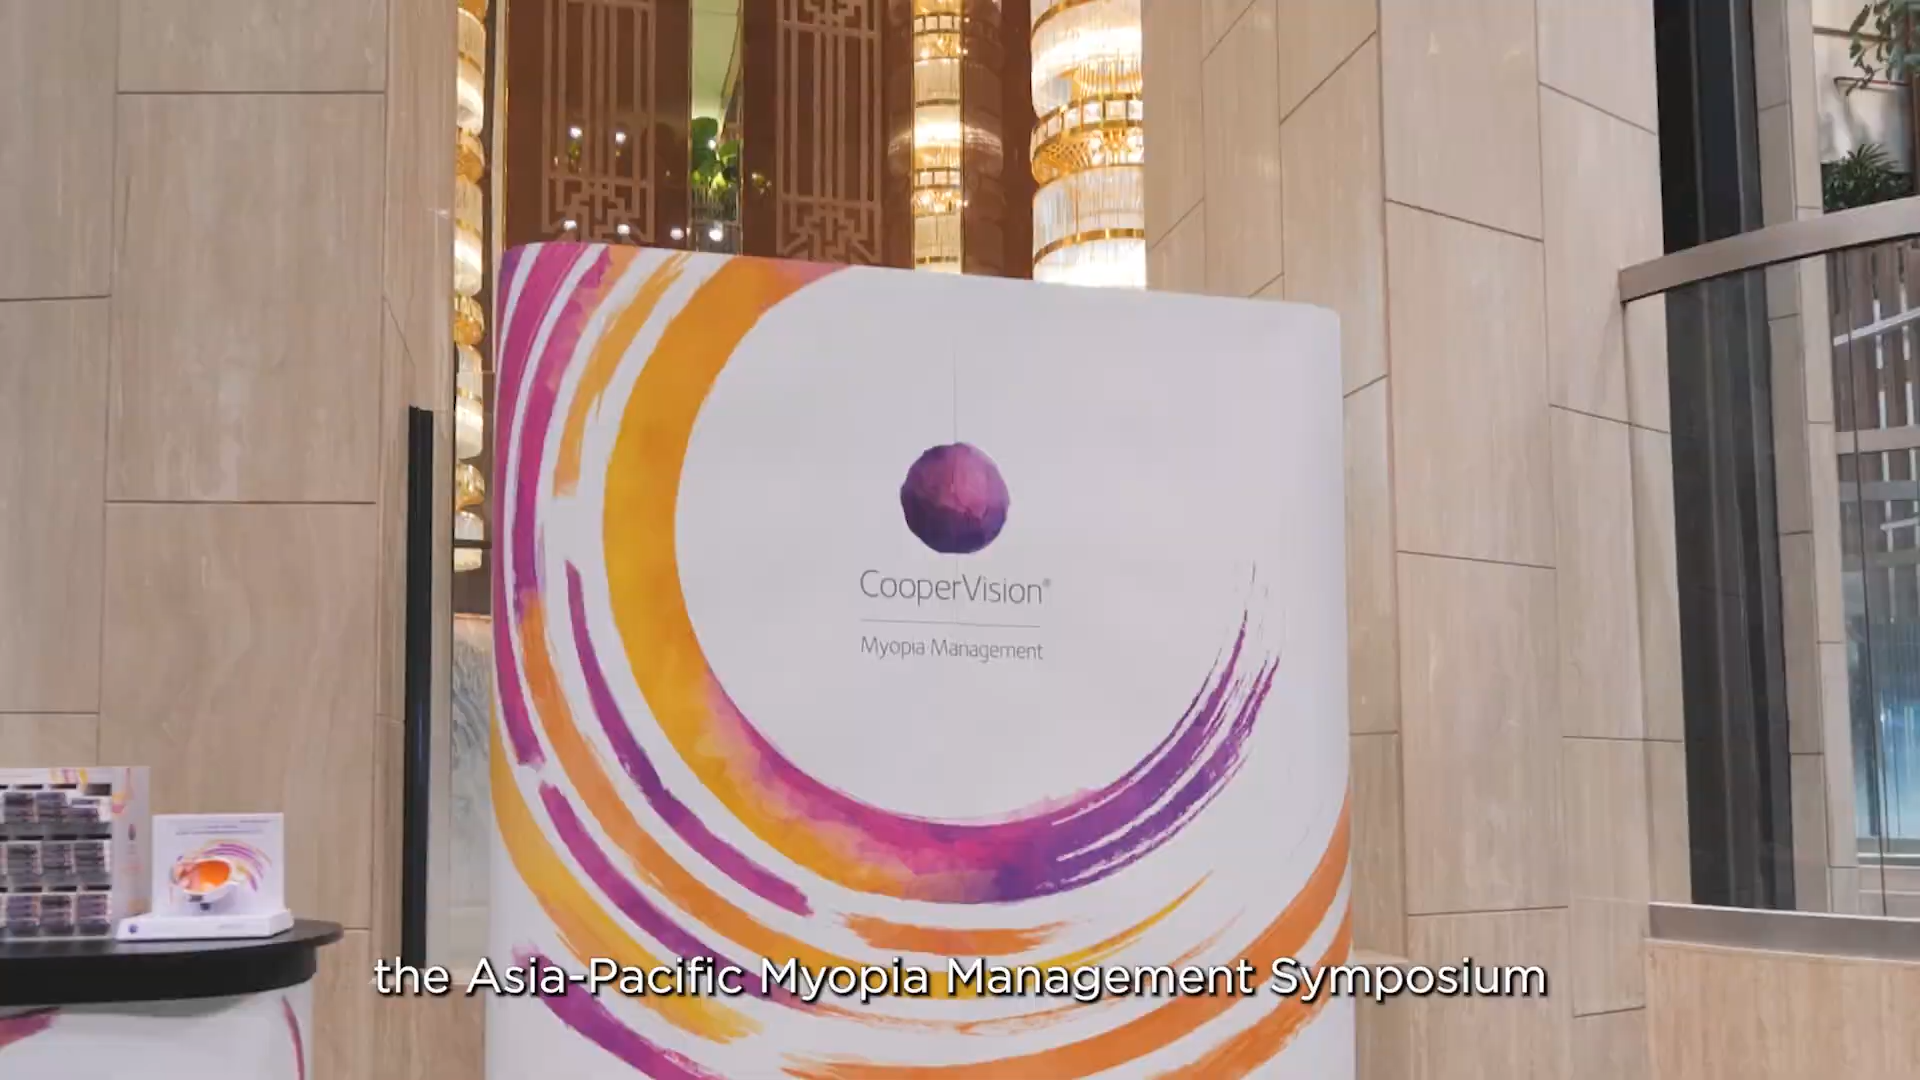 CooperVision®
Myopia Management
the Asia-Pacific Myopia Management Symposium